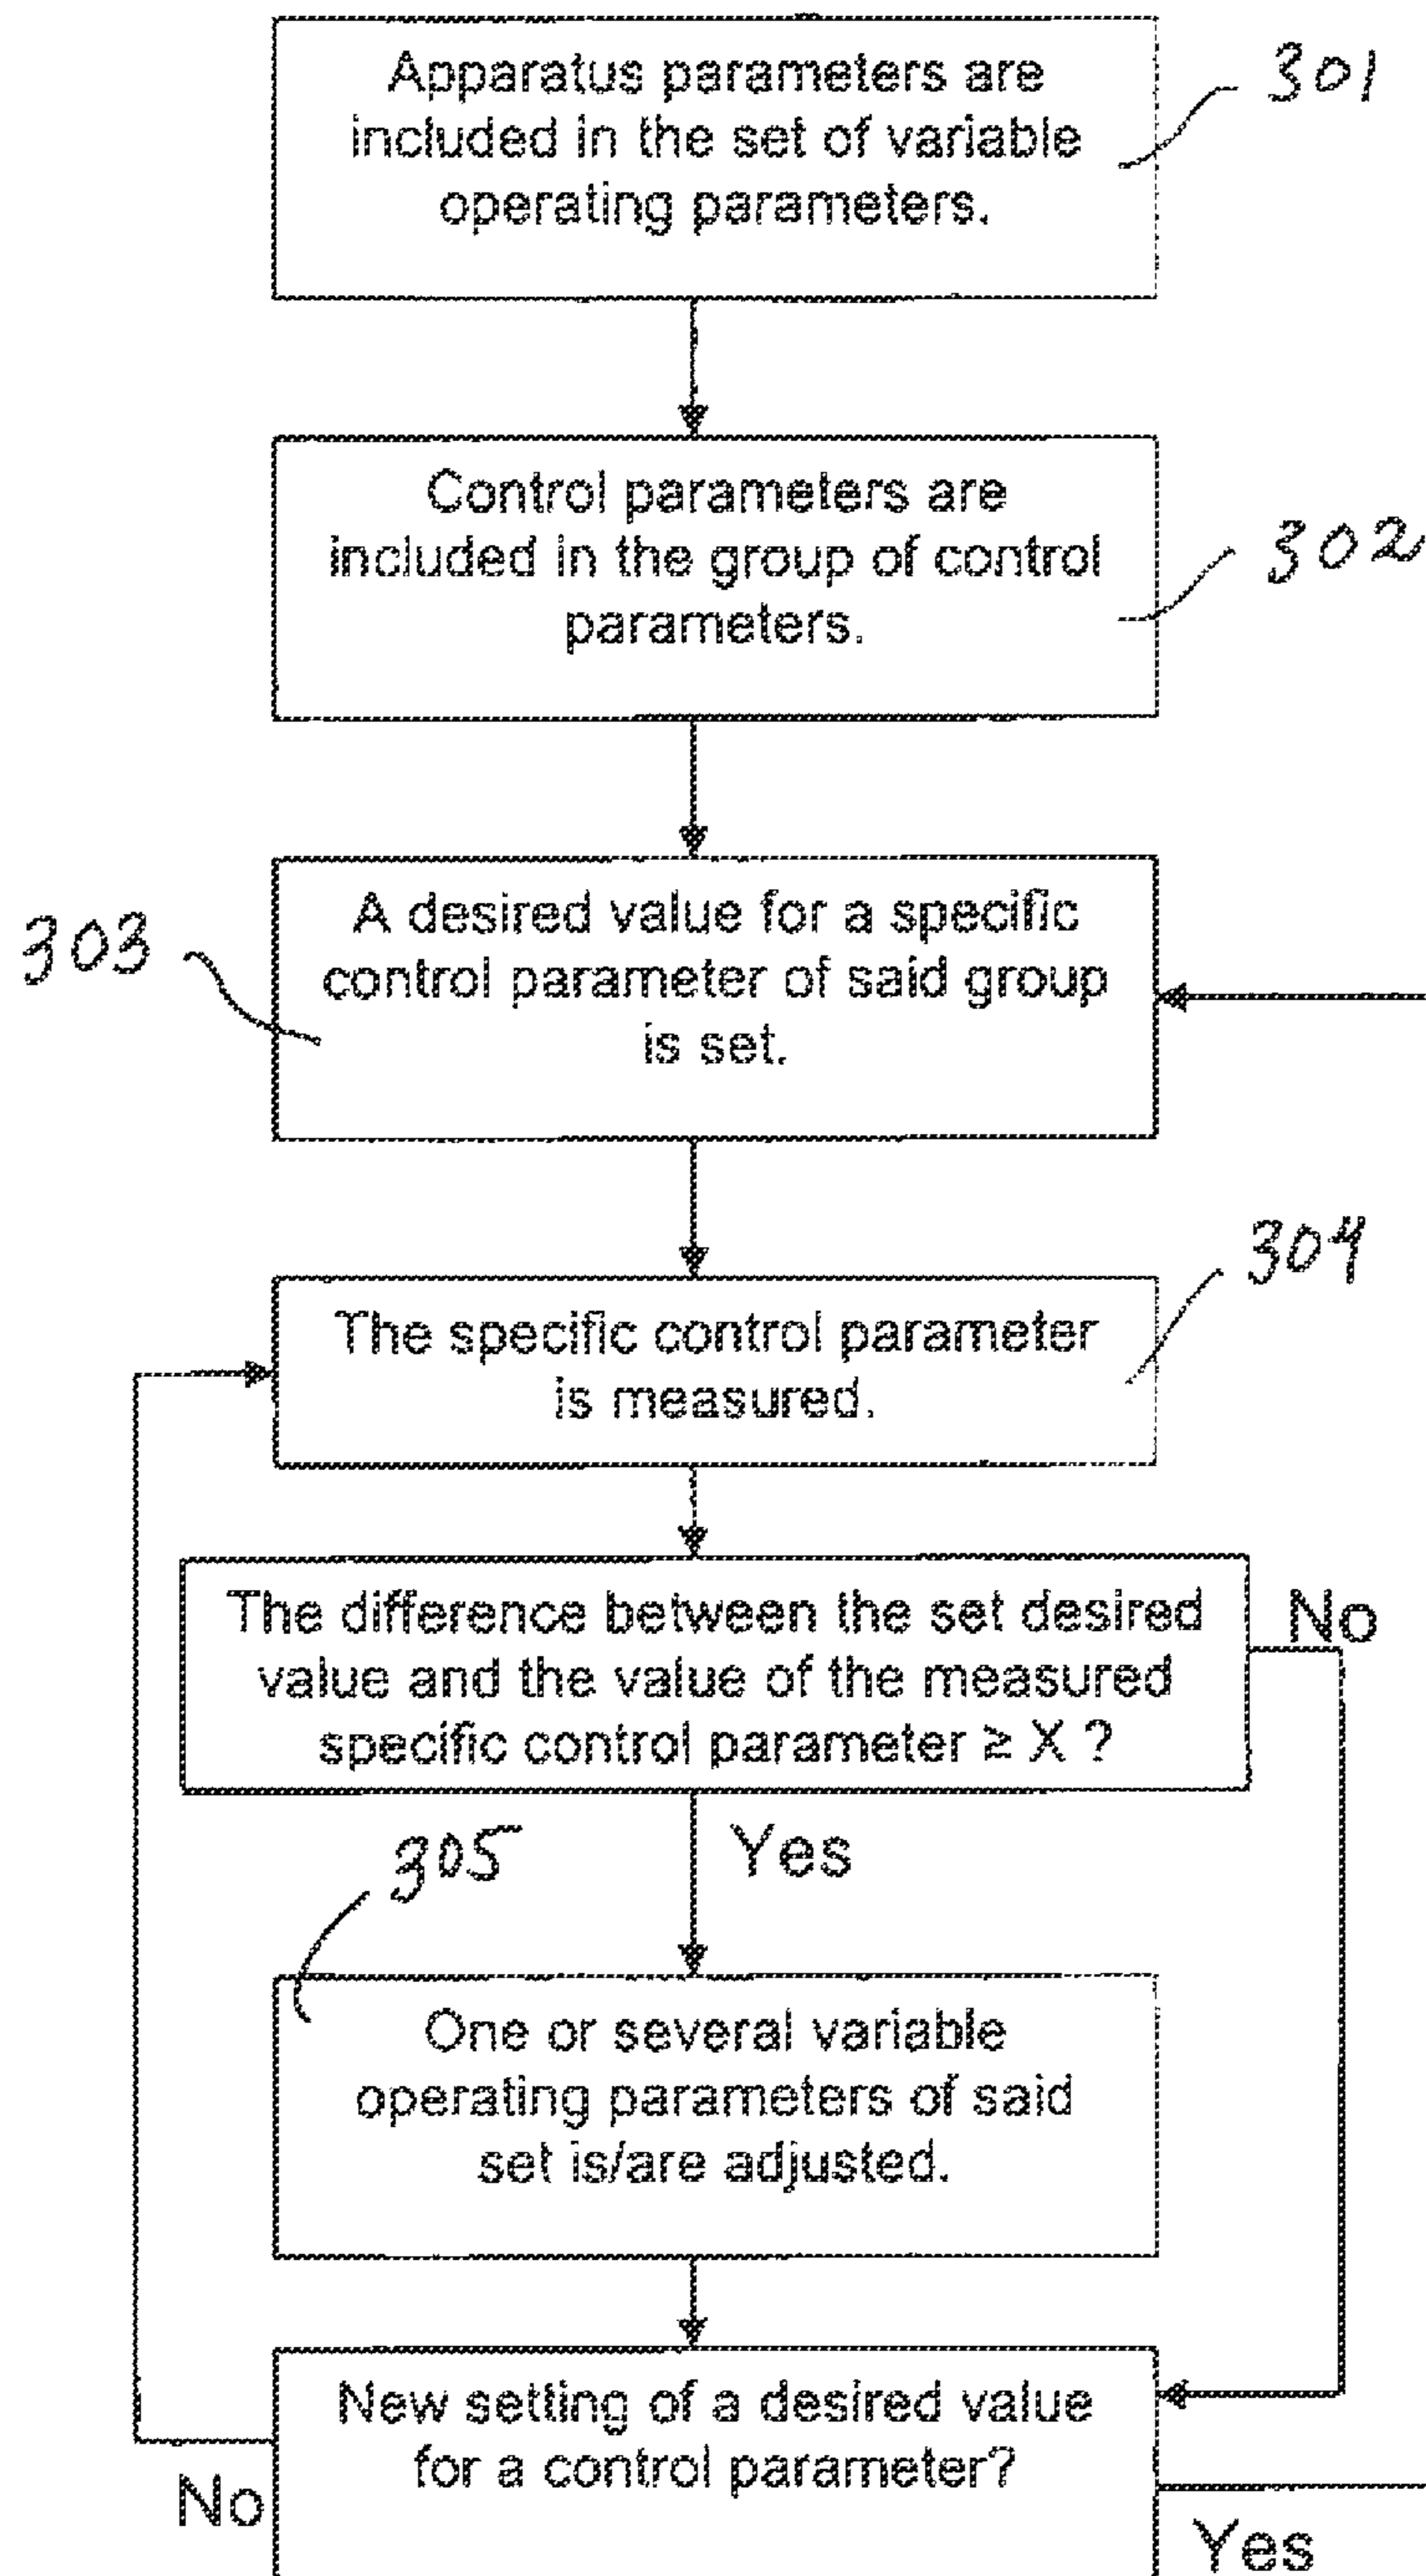 Apparatus parameters are
included in the set of variable
operating parameters.
301
Control parameters are
included in the group of control
parameters.
302
303
A desired value for a specific
control parameter of said group
is set.
304
The specific control parameter
is measured.
The difference between the set desired
value and the value of the measured
specific control parameter ≥ X ?
No
305
Yes
One or several variable
operating parameters of said
set is/are adjusted.
New setting of a desired value
for a control parameter?
No
Yes